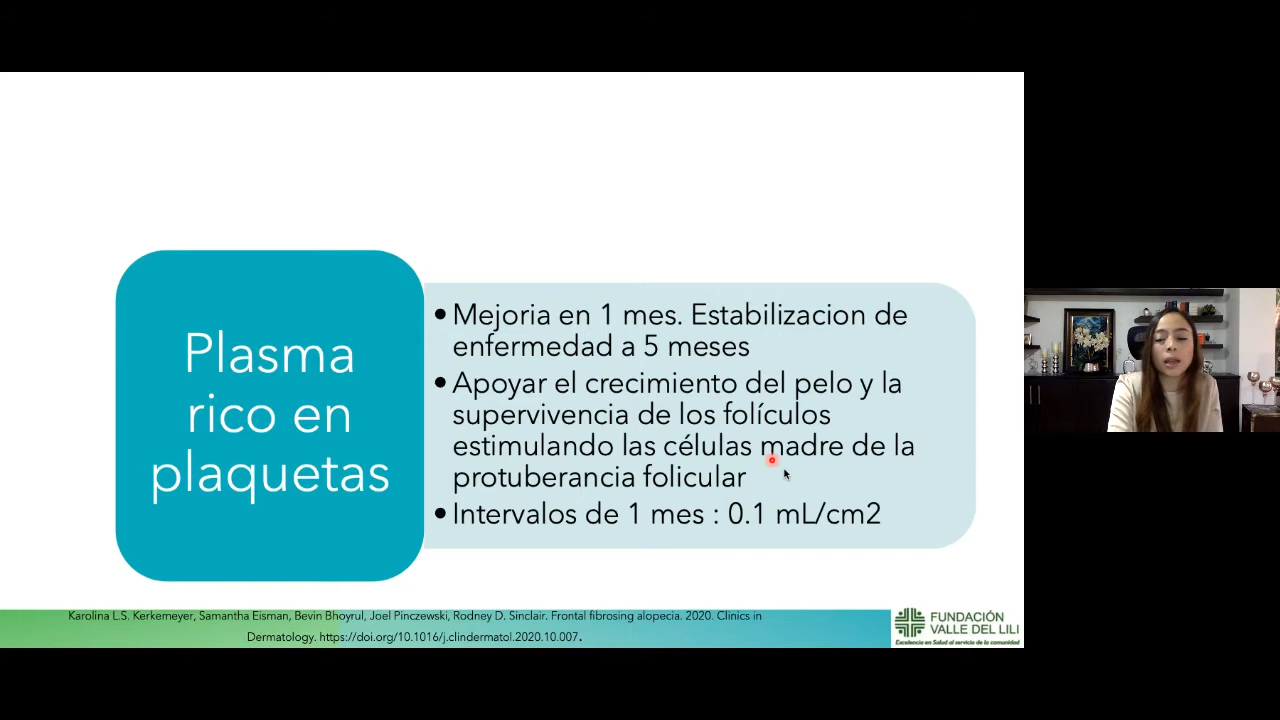 Plasma
rico en
plaquetas
•Mejoria en 1 mes. Estabilizacion de
enfermedad a 5 meses
•Apoyar el crecimiento del pelo y la
supervivencia de los folículos
estimulando las células madre de la
protuberancia folicular
•Intervalos de 1 mes : 0.1 mL/cm2
Karolina L.S. Kerkemeyer, Samantha Eisman, Bevin Bhoyrul, Joel Pinczewski, Rodney D. Sinclair. Frontal fibrosing alopecia. 2020. Clinics in
Dermatology. https://doi.org/10.1016/j.clindermatol.2020.10.007.
FUNDACIÓN
VALLE DEL LILI
Excelencia en Salud al servicio de la comunidad